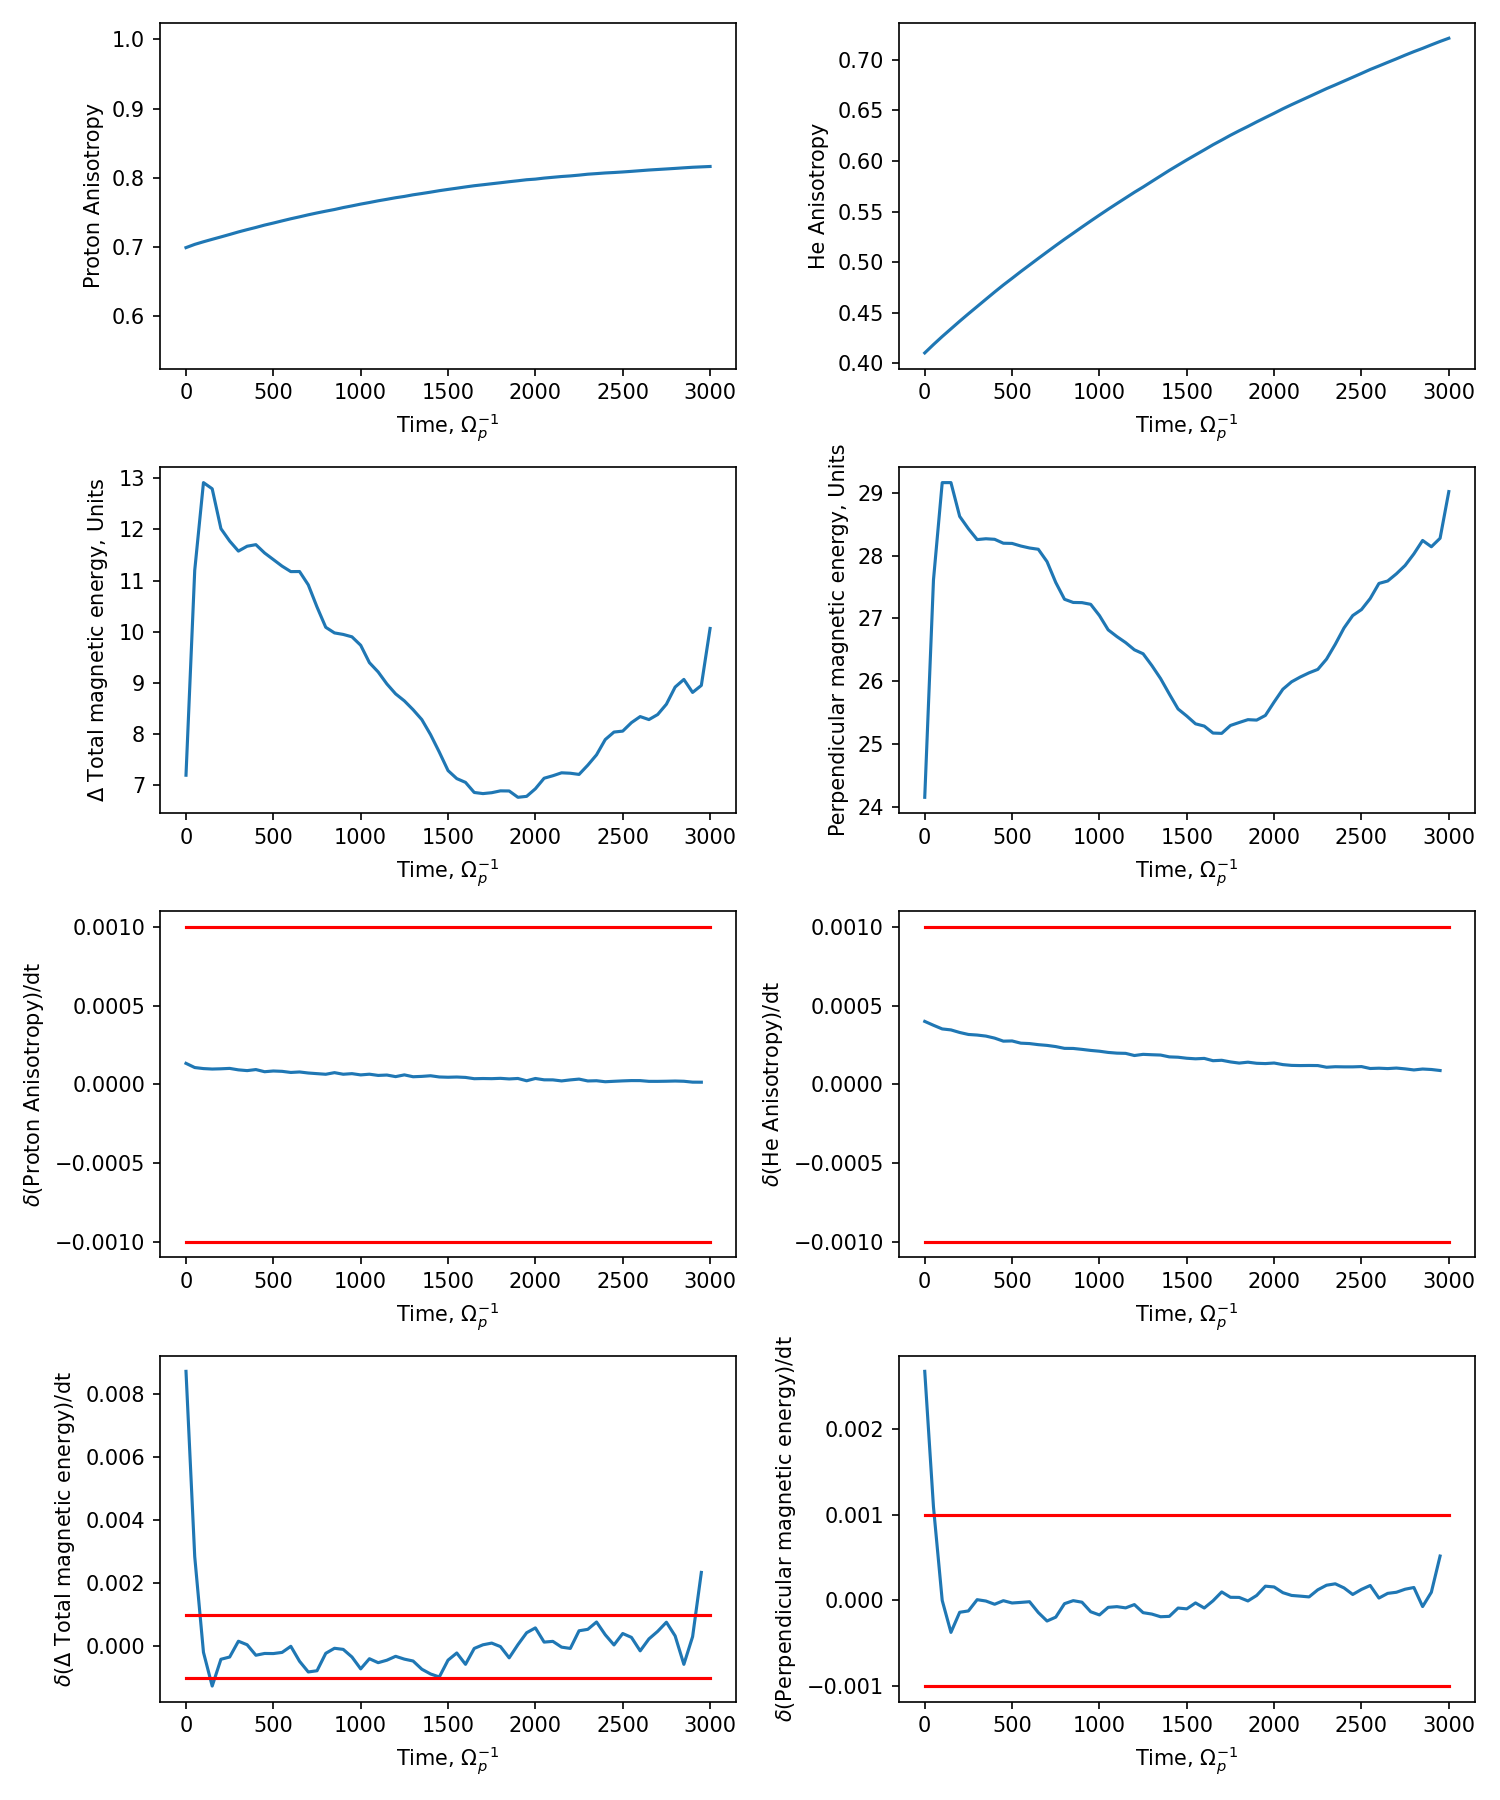 1.0
0.9
0.8
0.7
0.6
Proton Anisotropy
0 500 1000 1500 2000 2500 3000
Time, Ω_p^{-1}
0.70
0.65
0.60
0.55
0.50
0.45
0.40
He Anisotropy
0 500 1000 1500 2000 2500 3000
Time, Ω_p^{-1}
13
12
11
10
9
8
7
Δ Total magnetic energy, Units
0 500 1000 1500 2000 2500 3000
Time, Ω_p^{-1}
29
28
27
26
25
24
Perpendicular magnetic energy, Units
0 500 1000 1500 2000 2500 3000
Time, Ω_p^{-1}
0.0010
0.0005
0.0000
−0.0005
−0.0010
δ(Proton Anisotropy)/dt
0 500 1000 1500 2000 2500 3000
Time, Ω_p^{-1}
0.0010
0.0005
0.0000
−0.0005
−0.0010
δ(He Anisotropy)/dt
0 500 1000 1500 2000 2500 3000
Time, Ω_p^{-1}
0.008
0.006
0.004
0.002
0.000
δ(Δ Total magnetic energy)/dt
0 500 1000 1500 2000 2500 3000
Time, Ω_p^{-1}
0.002
0.001
0.000
−0.001
δ(Perpendicular magnetic energy)/dt
0 500 1000 1500 2000 2500 3000
Time, Ω_p^{-1}